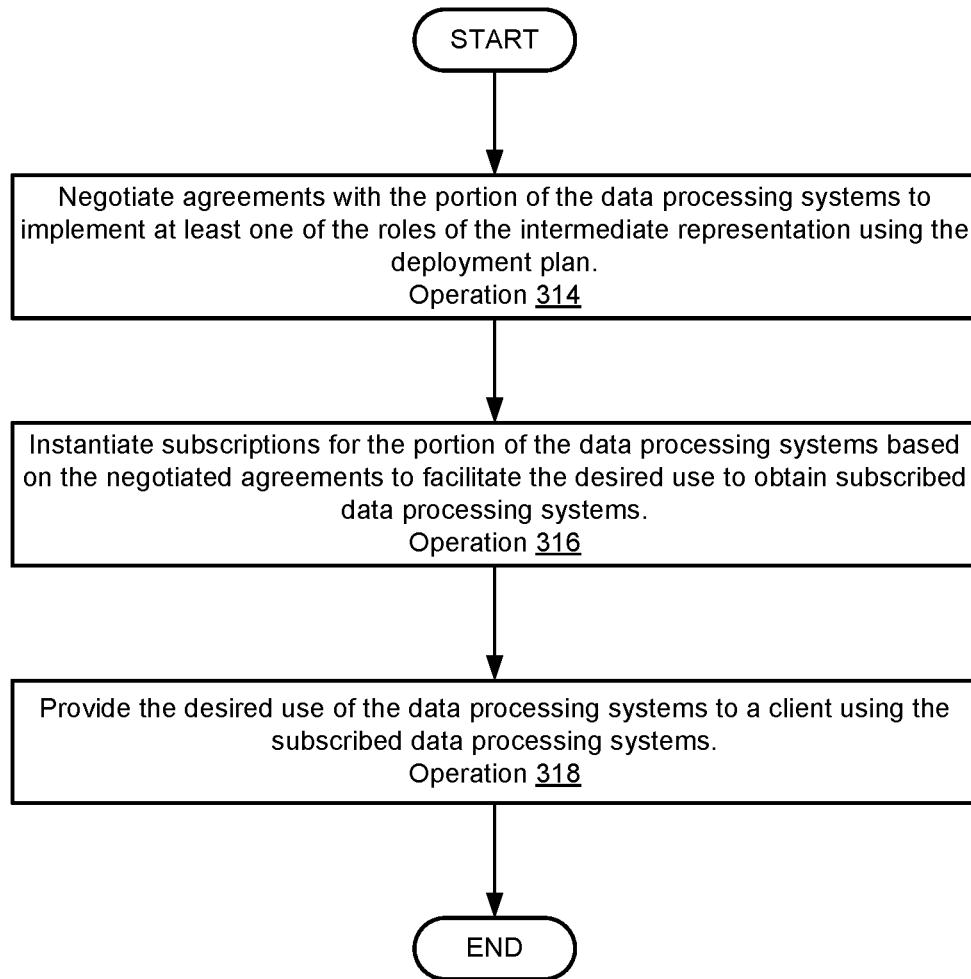 START
Negotiate agreements with the portion of the data processing systems to
implement at least one of the roles of the intermediate representation using the
deployment plan.
Operation 314
Instantiate subscriptions for the portion of the data processing systems based
on the negotiated agreements to facilitate the desired use to obtain subscribed
data processing systems.
Operation 316
Provide the desired use of the data processing systems to a client using the
subscribed data processing systems.
Operation 318
END